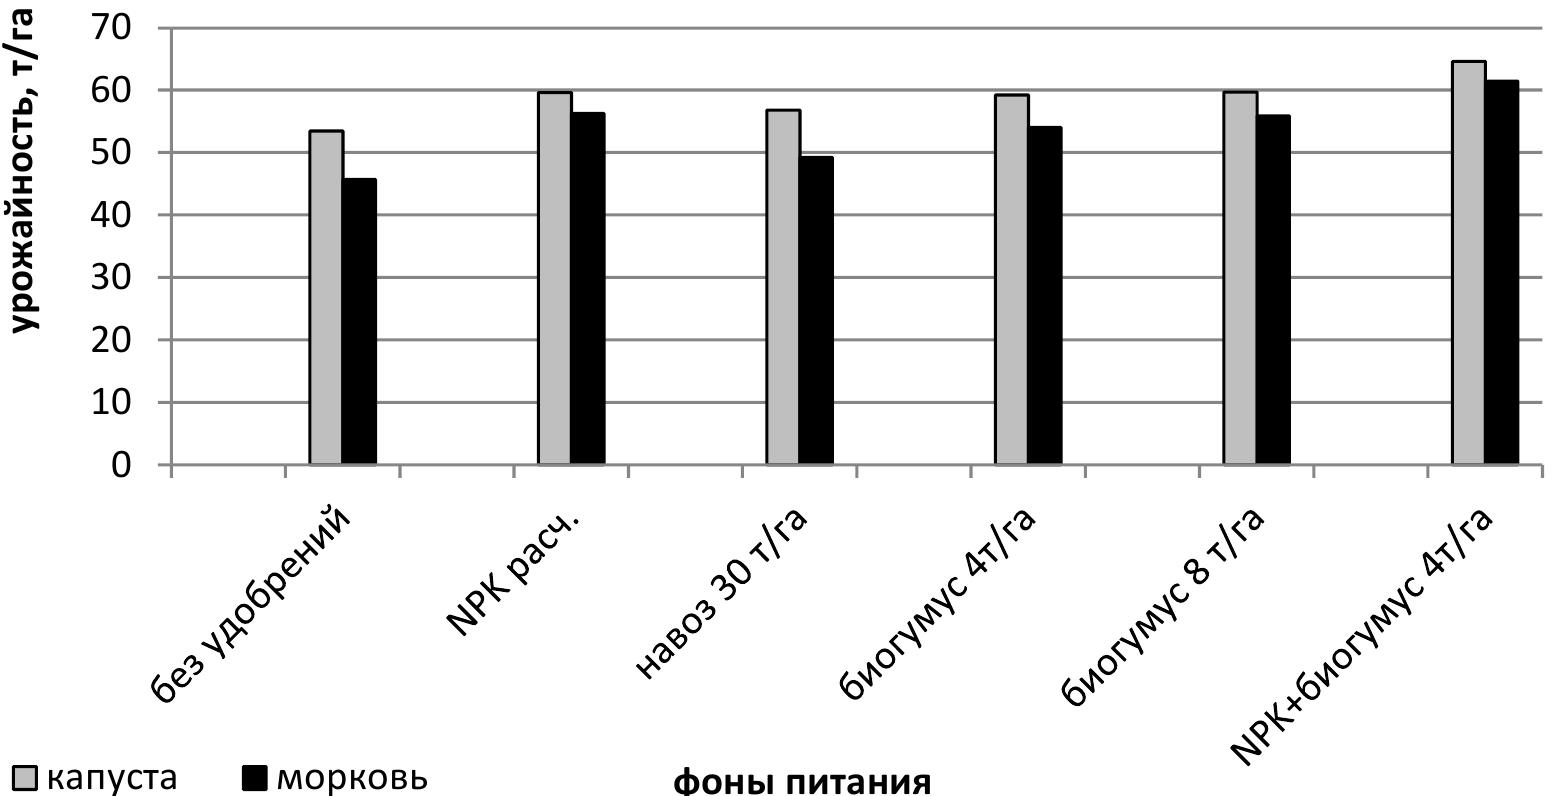 урожайность, т/га
70
60
50
40
30
20
10
0
без удобрений
NPK расч.
навоз 30 т/га
биогумус 4т/га
биогумус 8 т/га
NPK+биогумус 4т/га
капуста
морковь
фоны питания